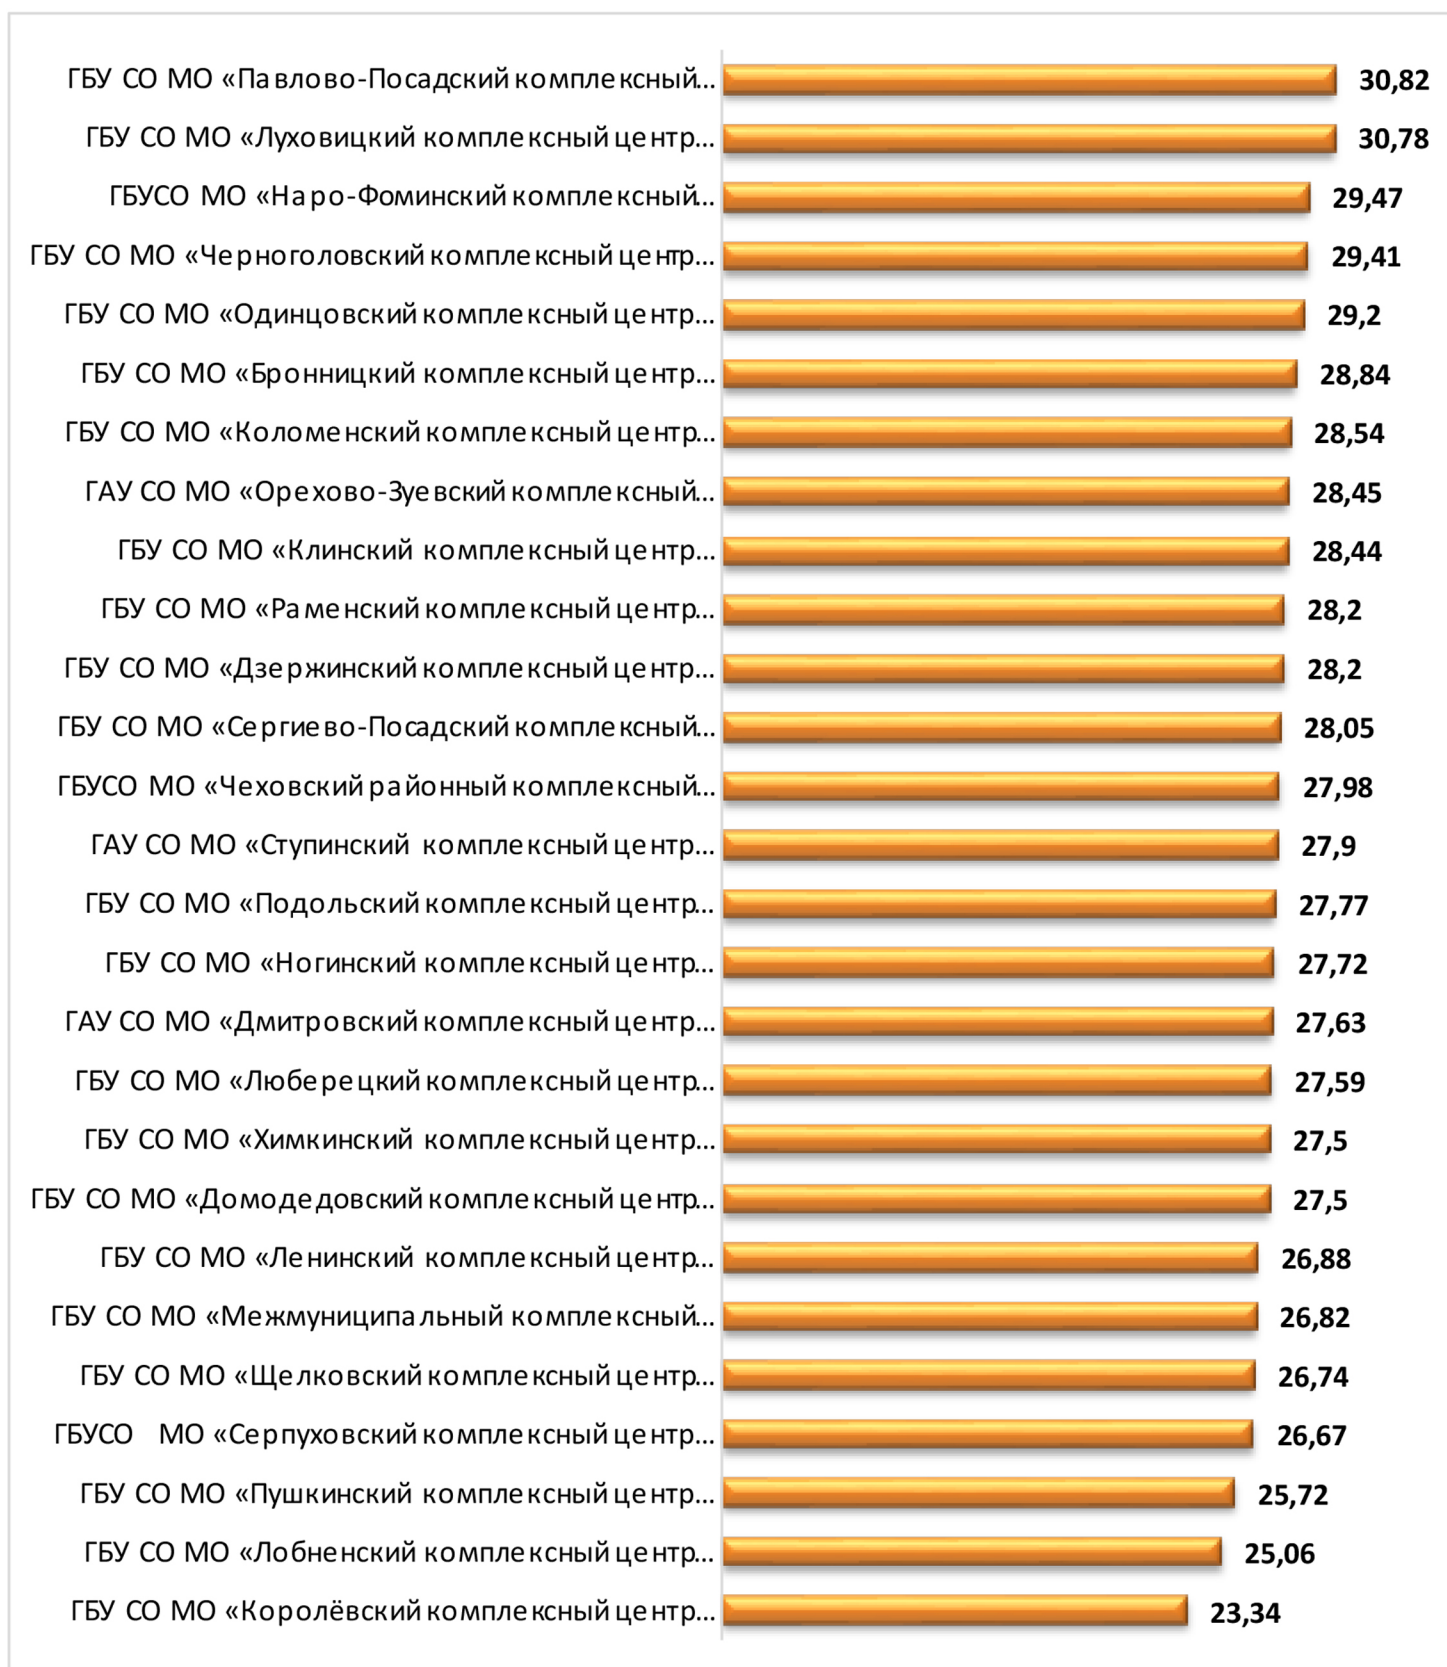 ГБУ СО МО «Павлово-Посадский комплексный... 30,82
ГБУ СО МО «Луховицкий комплексный центр... 30,78
ГБУСО МО «Наро-Фоминский комплексный... 29,47
ГБУ СО МО «Черноголовский комплексный центр... 29,41
ГБУ СО МО «Одинцовский комплексный центр... 29,2
ГБУ СО МО «Бронницкий комплексный центр... 28,84
ГБУ СО МО «Коломенский комплексный центр... 28,54
ГАУ СО МО «Орехово-Зуевский комплексный... 28,45
ГБУ СО МО «Клинский комплексный центр... 28,44
ГБУ СО МО «Раменский комплексный центр... 28,2
ГБУ СО МО «Дзержинский комплексный центр... 28,2
ГБУ СО МО «Сергиево-Посадский комплексный... 28,05
ГБУСО МО «Чеховский районный комплексный... 27,98
ГАУ СО МО «Ступинский комплексный центр... 27,9
ГБУ СО МО «Подольский комплексный центр... 27,77
ГБУ СО МО «Ногинский комплексный центр... 27,72
ГАУ СО МО «Дмитровский комплексный центр... 27,63
ГБУ СО МО «Люберецкий комплексный центр... 27,59
ГБУ СО МО «Химкинский комплексный центр... 27,5
ГБУ СО МО «Домодедовский комплексный центр... 27,5
ГБУ СО МО «Ленинский комплексный центр... 26,88
ГБУ СО МО «Межмуниципальный комплексный... 26,82
ГБУ СО МО «Щелковский комплексный центр... 26,74
ГБУСО МО «Серпуховский комплексный центр... 26,67
ГБУ СО МО «Пушкинский комплексный центр... 25,72
ГБУ СО МО «Лобненский комплексный центр... 25,06
ГБУ СО МО «Королёвский комплексный центр... 23,34